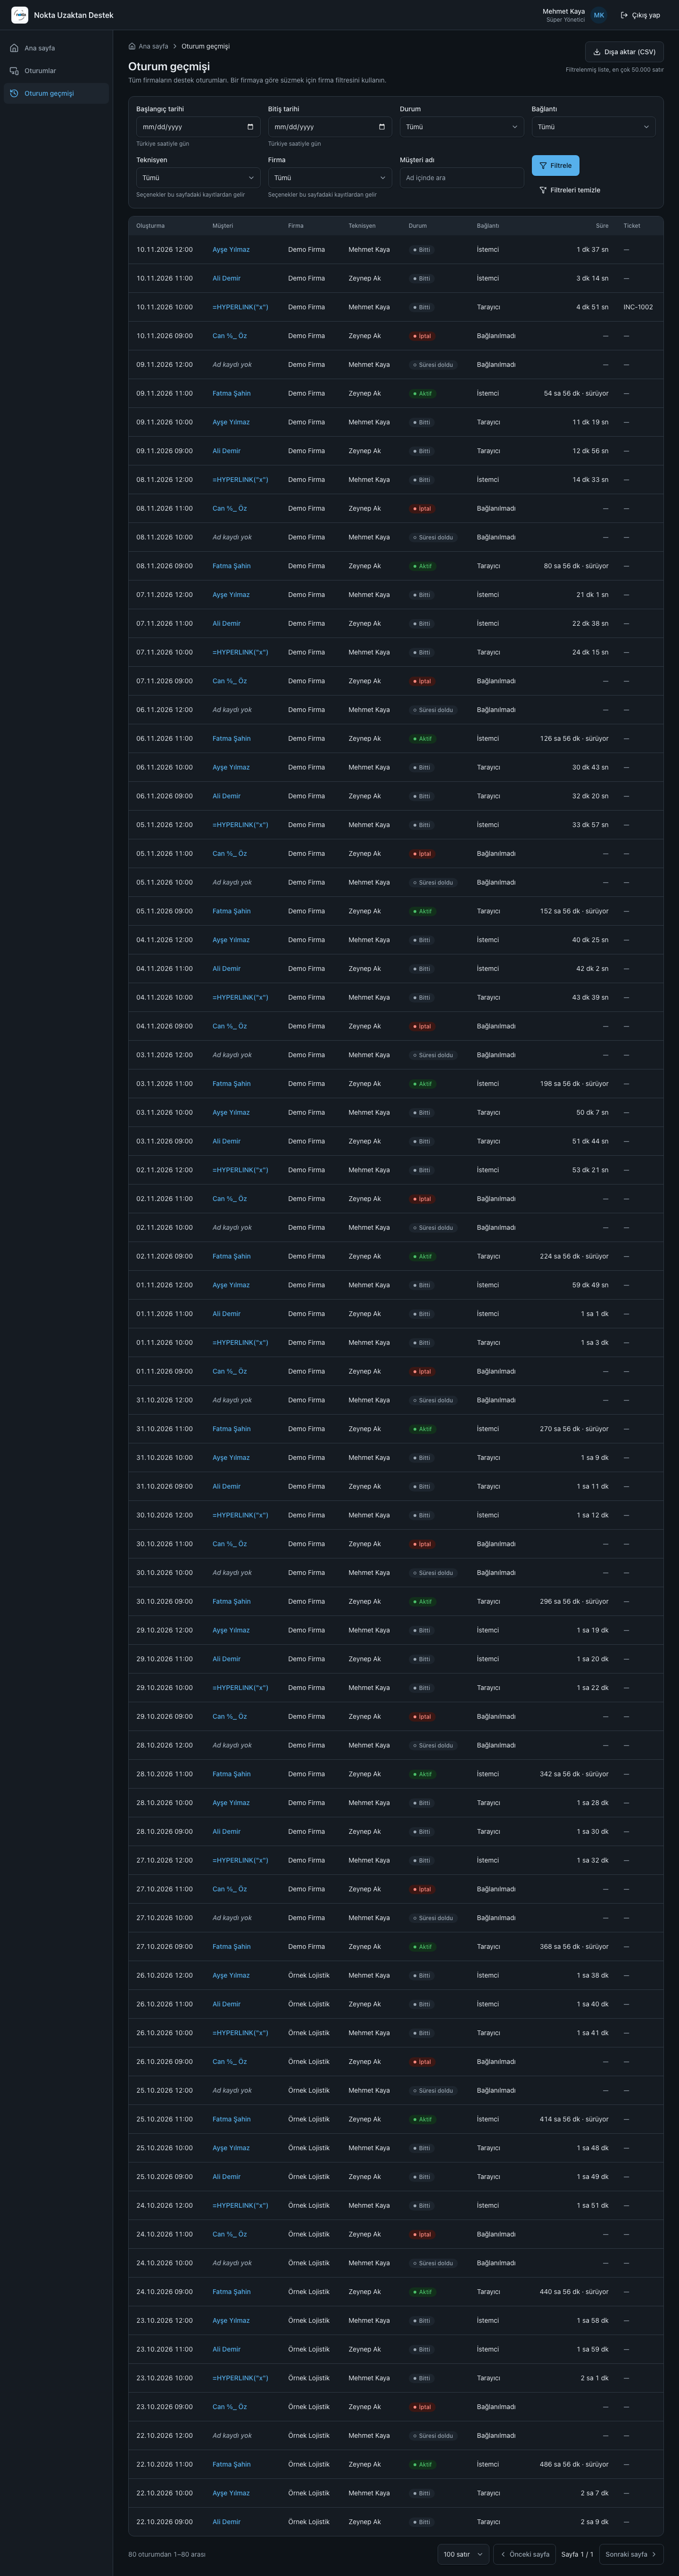 Nokta Uzaktan Destek
Mehmet Kaya
Süper Yönetici
MK
Çıkış yap
Ana sayfa
Oturumlar
Oturum geçmişi
Ana sayfa > Oturum geçmişi
Oturum geçmişi
Tüm firmaların destek oturumları. Bir firmaya göre süzmek için firma filtresini kullanın.
Dışa aktar (CSV)
Filtrelenmiş liste, en çok 50.000 satır
Başlangıç tarihi Bitiş tarihi Durum Bağlantı
mm/dd/yyyy mm/dd/yyyy Tümü Tümü
Türkiye saatiyle gün Türkiye saatiyle gün
Teknisyen Firma Müşteri adı
Tümü Tümü Ad içinde ara Filtrele
Seçenekler bu sayfadaki kayıtlardan gelir Seçenekler bu sayfadaki kayıtlardan gelir Filtreleri temizle
Oluşturma Müşteri Firma Teknisyen Durum Bağlantı Süre Ticket
10.11.2026 12:00 Ayşe Yılmaz Demo Firma Mehmet Kaya Bitti İstemci 1 dk 37 sn —
10.11.2026 11:00 Ali Demir Demo Firma Zeynep Ak Bitti İstemci 3 dk 14 sn —
10.11.2026 10:00 =HYPERLINK("x") Demo Firma Mehmet Kaya Bitti Tarayıcı 4 dk 51 sn INC-1002
10.11.2026 09:00 Can %_ Öz Demo Firma Zeynep Ak İptal Bağlanılmadı — —
09.11.2026 12:00 Ad kaydı yok Demo Firma Mehmet Kaya Süresi doldu Bağlanılmadı — —
09.11.2026 11:00 Fatma Şahin Demo Firma Zeynep Ak Aktif İstemci 54 sa 56 dk · sürüyor —
09.11.2026 10:00 Ayşe Yılmaz Demo Firma Mehmet Kaya Bitti Tarayıcı 11 dk 19 sn —
09.11.2026 09:00 Ali Demir Demo Firma Zeynep Ak Bitti Tarayıcı 12 dk 56 sn —
08.11.2026 12:00 =HYPERLINK("x") Demo Firma Mehmet Kaya Bitti İstemci 14 dk 33 sn —
08.11.2026 11:00 Can %_ Öz Demo Firma Zeynep Ak İptal Bağlanılmadı — —
08.11.2026 10:00 Ad kaydı yok Demo Firma Mehmet Kaya Süresi doldu Bağlanılmadı — —
08.11.2026 09:00 Fatma Şahin Demo Firma Zeynep Ak Aktif Tarayıcı 80 sa 56 dk · sürüyor —
07.11.2026 12:00 Ayşe Yılmaz Demo Firma Mehmet Kaya Bitti İstemci 21 dk 1 sn —
07.11.2026 11:00 Ali Demir Demo Firma Zeynep Ak Bitti İstemci 22 dk 38 sn —
07.11.2026 10:00 =HYPERLINK("x") Demo Firma Mehmet Kaya Bitti Tarayıcı 24 dk 15 sn —
07.11.2026 09:00 Can %_ Öz Demo Firma Zeynep Ak İptal Bağlanılmadı — —
06.11.2026 12:00 Ad kaydı yok Demo Firma Mehmet Kaya Süresi doldu Bağlanılmadı — —
06.11.2026 11:00 Fatma Şahin Demo Firma Zeynep Ak Aktif İstemci 126 sa 56 dk · sürüyor —
06.11.2026 10:00 Ayşe Yılmaz Demo Firma Mehmet Kaya Bitti Tarayıcı 30 dk 43 sn —
06.11.2026 09:00 Ali Demir Demo Firma Zeynep Ak Bitti Tarayıcı 32 dk 20 sn —
05.11.2026 12:00 =HYPERLINK("x") Demo Firma Mehmet Kaya Bitti İstemci 33 dk 57 sn —
05.11.2026 11:00 Can %_ Öz Demo Firma Zeynep Ak İptal Bağlanılmadı — —
05.11.2026 10:00 Ad kaydı yok Demo Firma Mehmet Kaya Süresi doldu Bağlanılmadı — —
05.11.2026 09:00 Fatma Şahin Demo Firma Zeynep Ak Aktif Tarayıcı 152 sa 56 dk · sürüyor —
04.11.2026 12:00 Ayşe Yılmaz Demo Firma Mehmet Kaya Bitti İstemci 40 dk 25 sn —
04.11.2026 11:00 Ali Demir Demo Firma Zeynep Ak Bitti İstemci 42 dk 2 sn —
04.11.2026 10:00 =HYPERLINK("x") Demo Firma Mehmet Kaya Bitti Tarayıcı 43 dk 39 sn —
04.11.2026 09:00 Can %_ Öz Demo Firma Zeynep Ak İptal Bağlanılmadı — —
03.11.2026 12:00 Ad kaydı yok Demo Firma Mehmet Kaya Süresi doldu Bağlanılmadı — —
03.11.2026 11:00 Fatma Şahin Demo Firma Zeynep Ak Aktif İstemci 198 sa 56 dk · sürüyor —
03.11.2026 10:00 Ayşe Yılmaz Demo Firma Mehmet Kaya Bitti Tarayıcı 50 dk 7 sn —
03.11.2026 09:00 Ali Demir Demo Firma Zeynep Ak Bitti Tarayıcı 51 dk 44 sn —
02.11.2026 12:00 =HYPERLINK("x") Demo Firma Mehmet Kaya Bitti İstemci 53 dk 21 sn —
02.11.2026 11:00 Can %_ Öz Demo Firma Zeynep Ak İptal Bağlanılmadı — —
02.11.2026 10:00 Ad kaydı yok Demo Firma Mehmet Kaya Süresi doldu Bağlanılmadı — —
02.11.2026 09:00 Fatma Şahin Demo Firma Zeynep Ak Aktif Tarayıcı 224 sa 56 dk · sürüyor —
01.11.2026 12:00 Ayşe Yılmaz Demo Firma Mehmet Kaya Bitti İstemci 59 dk 49 sn —
01.11.2026 11:00 Ali Demir Demo Firma Zeynep Ak Bitti İstemci 1 sa 1 dk —
01.11.2026 10:00 =HYPERLINK("x") Demo Firma Mehmet Kaya Bitti Tarayıcı 1 sa 3 dk —
01.11.2026 09:00 Can %_ Öz Demo Firma Zeynep Ak İptal Bağlanılmadı — —
31.10.2026 12:00 Ad kaydı yok Demo Firma Mehmet Kaya Süresi doldu Bağlanılmadı — —
31.10.2026 11:00 Fatma Şahin Demo Firma Zeynep Ak Aktif İstemci 270 sa 56 dk · sürüyor —
31.10.2026 10:00 Ayşe Yılmaz Demo Firma Mehmet Kaya Bitti Tarayıcı 1 sa 9 dk —
31.10.2026 09:00 Ali Demir Demo Firma Zeynep Ak Bitti Tarayıcı 1 sa 11 dk —
30.10.2026 12:00 =HYPERLINK("x") Demo Firma Mehmet Kaya Bitti İstemci 1 sa 12 dk —
30.10.2026 11:00 Can %_ Öz Demo Firma Zeynep Ak İptal Bağlanılmadı — —
30.10.2026 10:00 Ad kaydı yok Demo Firma Mehmet Kaya Süresi doldu Bağlanılmadı — —
30.10.2026 09:00 Fatma Şahin Demo Firma Zeynep Ak Aktif Tarayıcı 296 sa 56 dk · sürüyor —
29.10.2026 12:00 Ayşe Yılmaz Demo Firma Mehmet Kaya Bitti İstemci 1 sa 19 dk —
29.10.2026 11:00 Ali Demir Demo Firma Zeynep Ak Bitti İstemci 1 sa 20 dk —
29.10.2026 10:00 =HYPERLINK("x") Demo Firma Mehmet Kaya Bitti Tarayıcı 1 sa 22 dk —
29.10.2026 09:00 Can %_ Öz Demo Firma Zeynep Ak İptal Bağlanılmadı — —
28.10.2026 12:00 Ad kaydı yok Demo Firma Mehmet Kaya Süresi doldu Bağlanılmadı — —
28.10.2026 11:00 Fatma Şahin Demo Firma Zeynep Ak Aktif İstemci 342 sa 56 dk · sürüyor —
28.10.2026 10:00 Ayşe Yılmaz Demo Firma Mehmet Kaya Bitti Tarayıcı 1 sa 28 dk —
28.10.2026 09:00 Ali Demir Demo Firma Zeynep Ak Bitti Tarayıcı 1 sa 30 dk —
27.10.2026 12:00 =HYPERLINK("x") Demo Firma Mehmet Kaya Bitti İstemci 1 sa 32 dk —
27.10.2026 11:00 Can %_ Öz Demo Firma Zeynep Ak İptal Bağlanılmadı — —
27.10.2026 10:00 Ad kaydı yok Demo Firma Mehmet Kaya Süresi doldu Bağlanılmadı — —
27.10.2026 09:00 Fatma Şahin Demo Firma Zeynep Ak Aktif Tarayıcı 368 sa 56 dk · sürüyor —
26.10.2026 12:00 Ayşe Yılmaz Örnek Lojistik Mehmet Kaya Bitti İstemci 1 sa 38 dk —
26.10.2026 11:00 Ali Demir Örnek Lojistik Zeynep Ak Bitti İstemci 1 sa 40 dk —
26.10.2026 10:00 =HYPERLINK("x") Örnek Lojistik Mehmet Kaya Bitti Tarayıcı 1 sa 41 dk —
26.10.2026 09:00 Can %_ Öz Örnek Lojistik Zeynep Ak İptal Bağlanılmadı — —
25.10.2026 12:00 Ad kaydı yok Örnek Lojistik Mehmet Kaya Süresi doldu Bağlanılmadı — —
25.10.2026 11:00 Fatma Şahin Örnek Lojistik Zeynep Ak Aktif İstemci 414 sa 56 dk · sürüyor —
25.10.2026 10:00 Ayşe Yılmaz Örnek Lojistik Mehmet Kaya Bitti Tarayıcı 1 sa 48 dk —
25.10.2026 09:00 Ali Demir Örnek Lojistik Zeynep Ak Bitti Tarayıcı 1 sa 49 dk —
24.10.2026 12:00 =HYPERLINK("x") Örnek Lojistik Mehmet Kaya Bitti İstemci 1 sa 51 dk —
24.10.2026 11:00 Can %_ Öz Örnek Lojistik Zeynep Ak İptal Bağlanılmadı — —
24.10.2026 10:00 Ad kaydı yok Örnek Lojistik Mehmet Kaya Süresi doldu Bağlanılmadı — —
24.10.2026 09:00 Fatma Şahin Örnek Lojistik Zeynep Ak Aktif Tarayıcı 440 sa 56 dk · sürüyor —
23.10.2026 12:00 Ayşe Yılmaz Örnek Lojistik Mehmet Kaya Bitti İstemci 1 sa 58 dk —
23.10.2026 11:00 Ali Demir Örnek Lojistik Zeynep Ak Bitti İstemci 1 sa 59 dk —
23.10.2026 10:00 =HYPERLINK("x") Örnek Lojistik Mehmet Kaya Bitti Tarayıcı 2 sa 1 dk —
23.10.2026 09:00 Can %_ Öz Örnek Lojistik Zeynep Ak İptal Bağlanılmadı — —
22.10.2026 12:00 Ad kaydı yok Örnek Lojistik Mehmet Kaya Süresi doldu Bağlanılmadı — —
22.10.2026 11:00 Fatma Şahin Örnek Lojistik Zeynep Ak Aktif İstemci 486 sa 56 dk · sürüyor —
22.10.2026 10:00 Ayşe Yılmaz Örnek Lojistik Mehmet Kaya Bitti Tarayıcı 2 sa 7 dk —
22.10.2026 09:00 Ali Demir Örnek Lojistik Zeynep Ak Bitti Tarayıcı 2 sa 9 dk —
80 oturumdan 1–80 arası 100 satır Önceki sayfa Sayfa 1 / 1 Sonraki sayfa